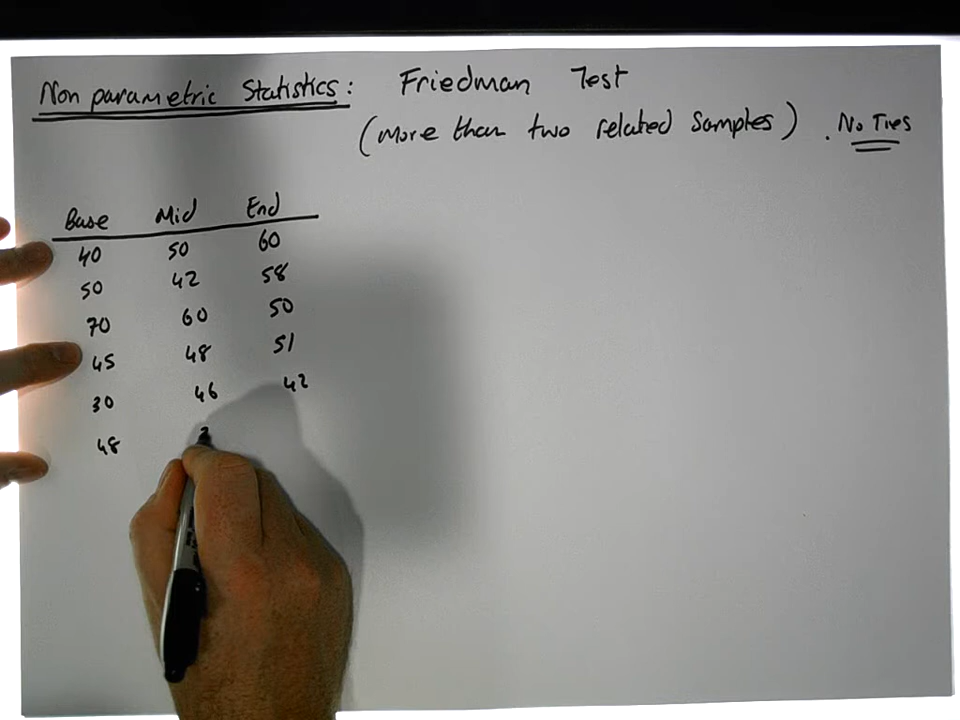 Non parametric Statistics: Friedman Test
(More than two related samples) . No Ties
Base Mid End
40 50 60
50 42 58
70 60 50
45 48 51
30 46 42
48